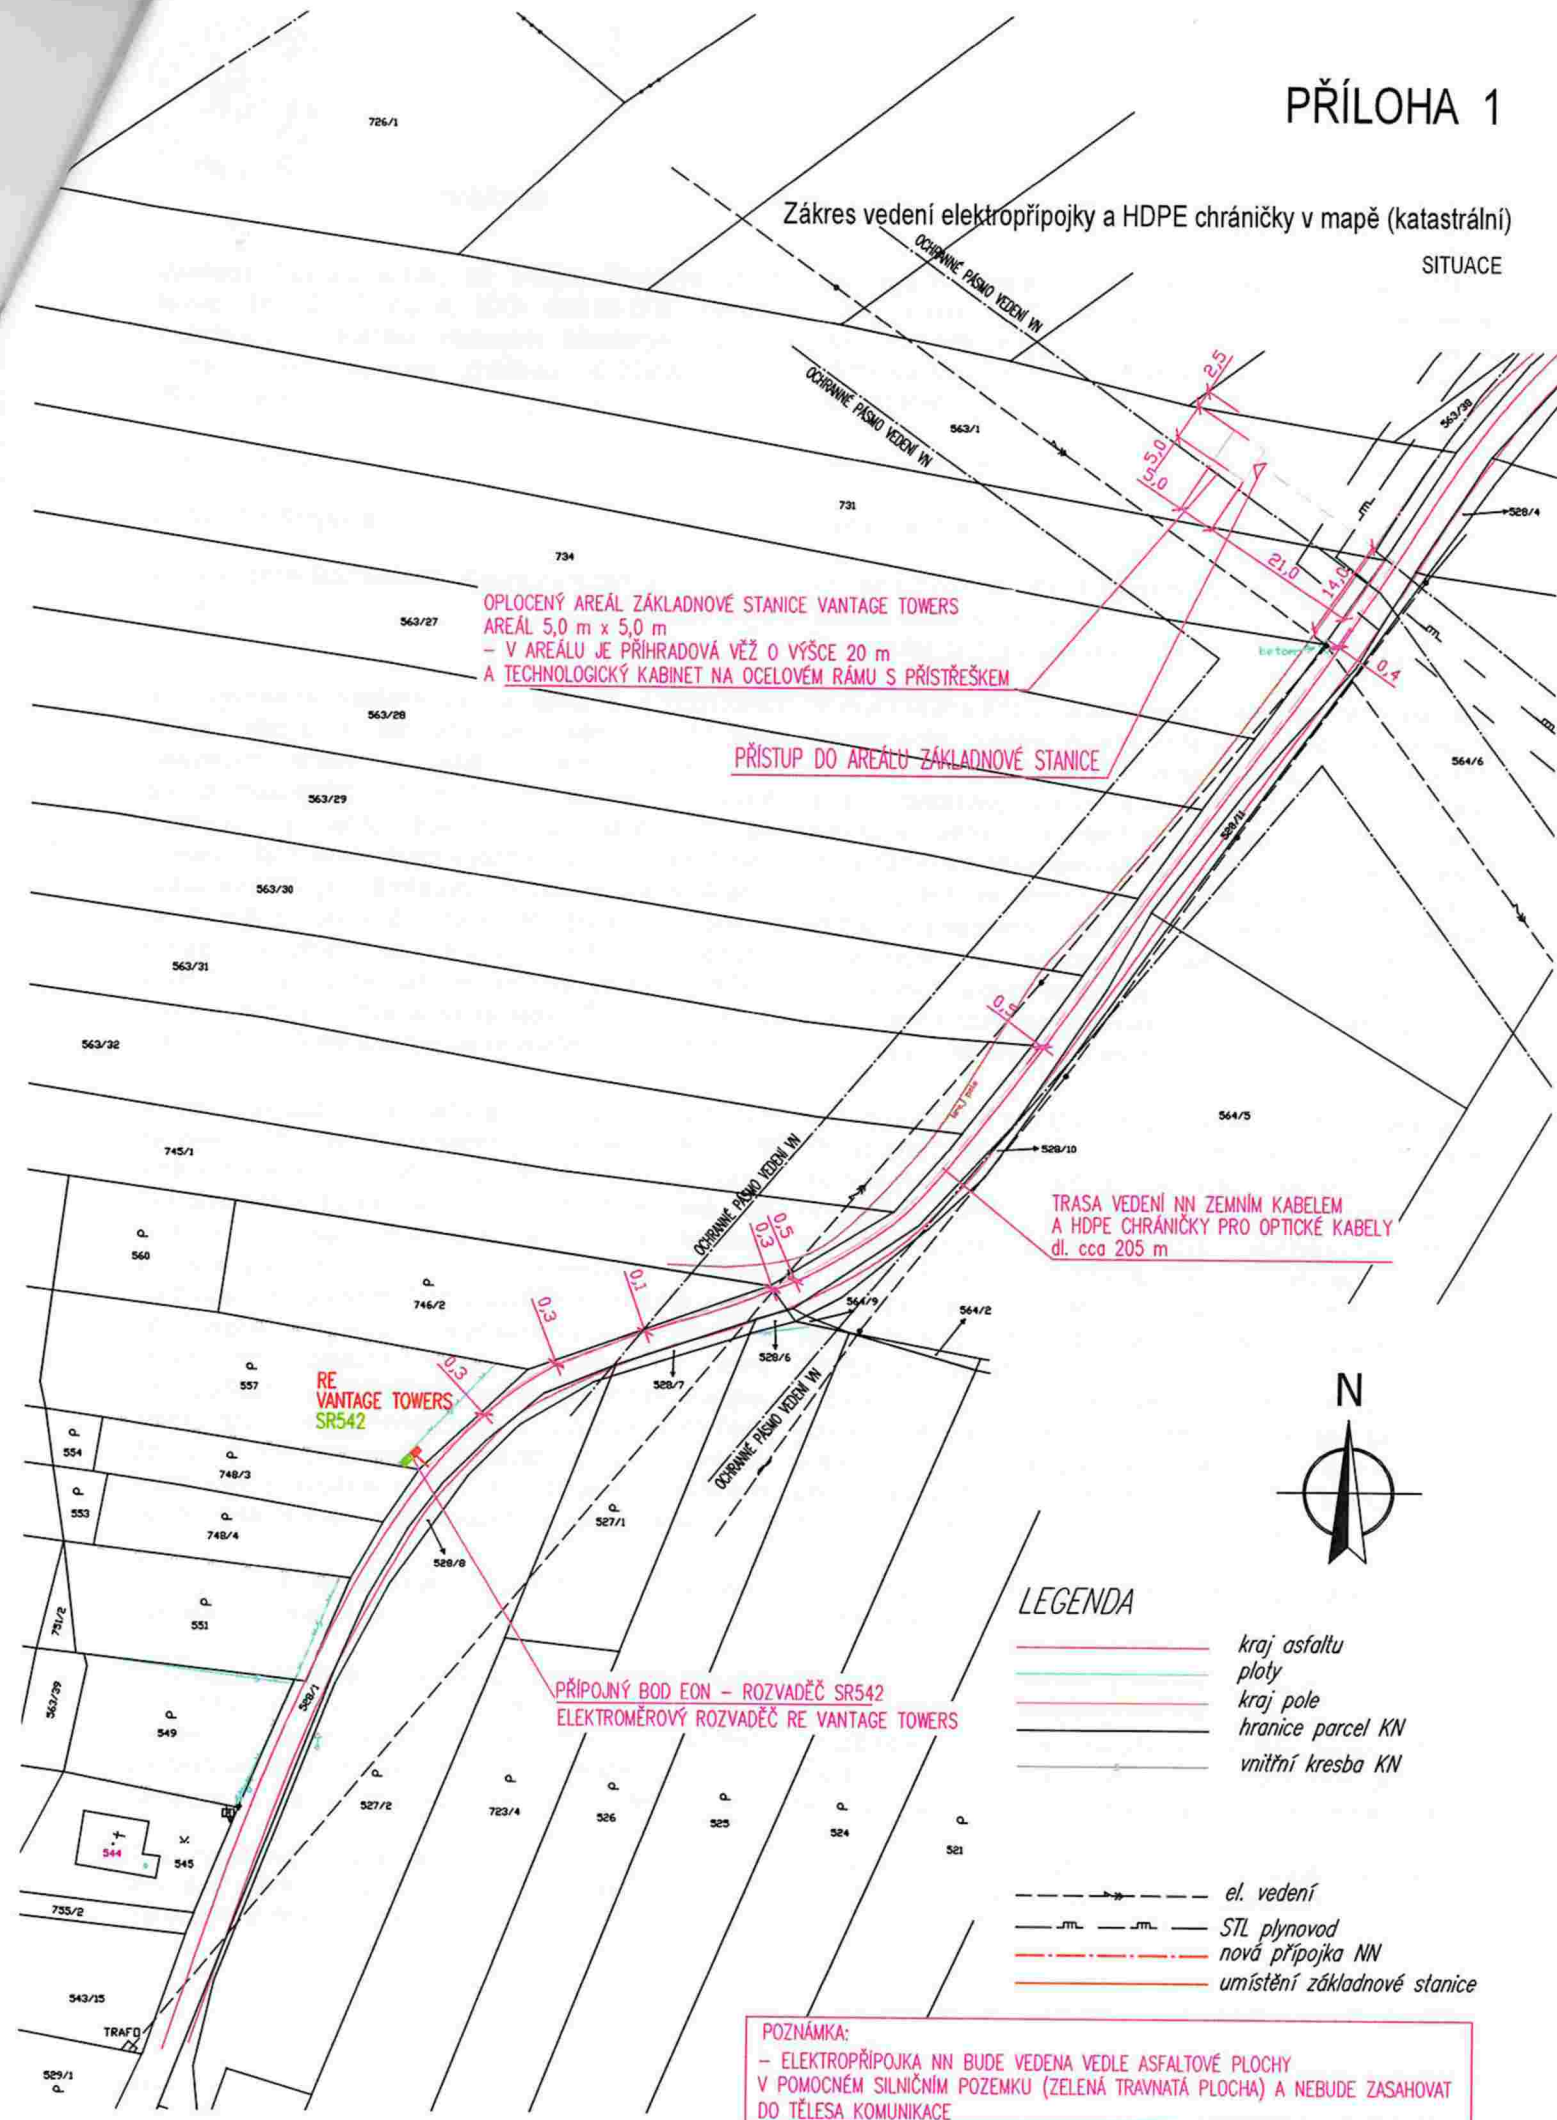 PŘÍLOHA 1
Zákres vedení elektropřípojky a HDPE chráničky v mapě (katastrální)
SITUACE
726/1
OCHRANNÉ PÁSMO VEDENÍ VN
OCHRANNÉ PÁSMO VEDENÍ VN
2,5
563/1
563/38
5,0
5,0
731
528/4
734
21,0
14,0
OPLOCENÝ AREÁL ZÁKLADNOVÉ STANICE VANTAGE TOWERS
AREÁL 5,0 m x 5,0 m
– V AREÁLU JE PŘÍHRADOVÁ VĚŽ O VÝŠCE 20 m
A TECHNOLOGICKÝ KABINET NA OCELOVÉM RÁMU S PŘÍSTŘEŠKEM
563/27
beton
0,4
563/28
PŘÍSTUP DO AREÁLU ZÁKLADNOVÉ STANICE
564/6
563/29
528/11
563/30
563/31
0,5
563/32
kraj pole
564/5
745/1
528/10
OCHRANNÉ PÁSMO VEDENÍ VN
TRASA VEDENÍ NN ZEMNÍM KABELEM
A HDPE CHRÁNIČKY PRO OPTICKÉ KABELY
dl. cca 205 m
560
0,3
0,5
746/2
0,1
0,3
564/9
564/2
528/6
528/7
0,3
557
RE
VANTAGE TOWERS
SR542
OCHRANNÉ PÁSMO VEDENÍ VN
N
554
748/3
553
748/4
527/1
528/8
551
751/2
LEGENDA
kraj asfaltu
ploty
kraj pole
hranice parcel KN
vnitřní kresba KN
563/39
528/1
PŘÍPOJNÝ BOD EON – ROZVADĚČ SR542
ELEKTROMĚROVÝ ROZVADĚČ RE VANTAGE TOWERS
549
527/2
723/4
526
525
524
521
544
545
755/2
el. vedení
STL plynovod
nová přípojka NN
umístění základnové stanice
543/15
TRAFO
529/1
POZNÁMKA:
– ELEKTROPŘÍPOJKA NN BUDE VEDENA VEDLE ASFALTOVÉ PLOCHY
V POMOCNÉM SILNIČNÍM POZEMKU (ZELENÁ TRAVNATÁ PLOCHA) A NEBUDE ZASAHOVAT
DO TĚLESA KOMUNIKACE